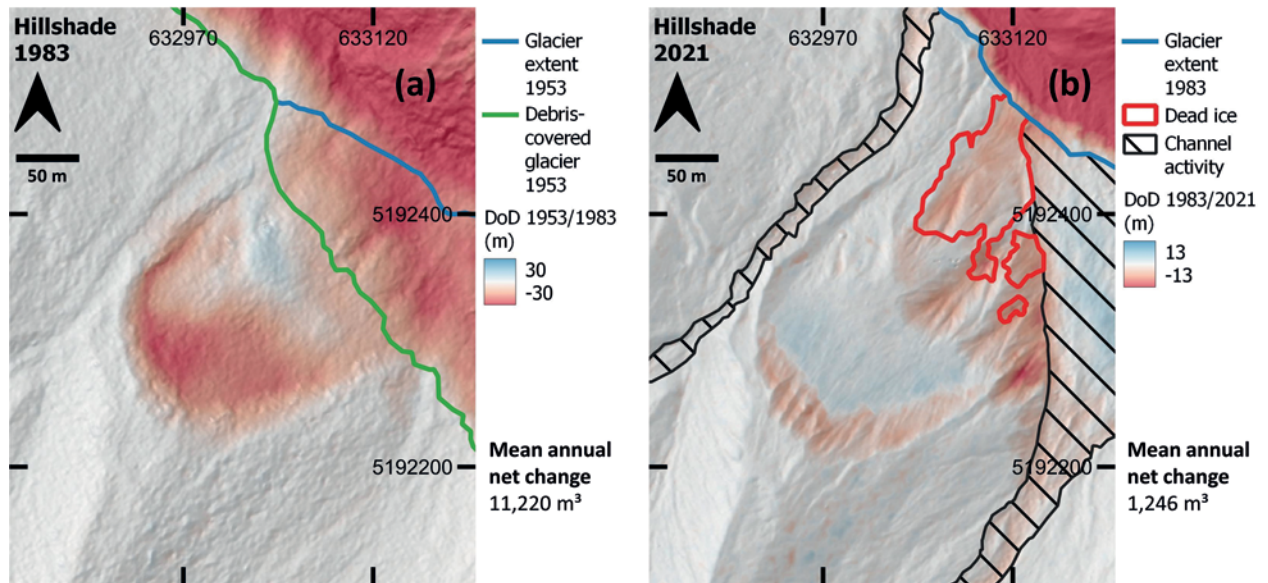 Hillshade
1983
632970
633120
(a)
50 m
5192400
5192200
Glacier
extent
1953
Debris-
covered
glacier
1953
DoD 1953/1983
(m)
30
-30
Mean annual
net change
11,220 m³
Hillshade
2021
632970
633120
(b)
50 m
5192400
5192200
Glacier
extent
1983
Dead ice
Channel
activity
DoD 1983/2021
(m)
13
-13
Mean annual
net change
1,246 m³